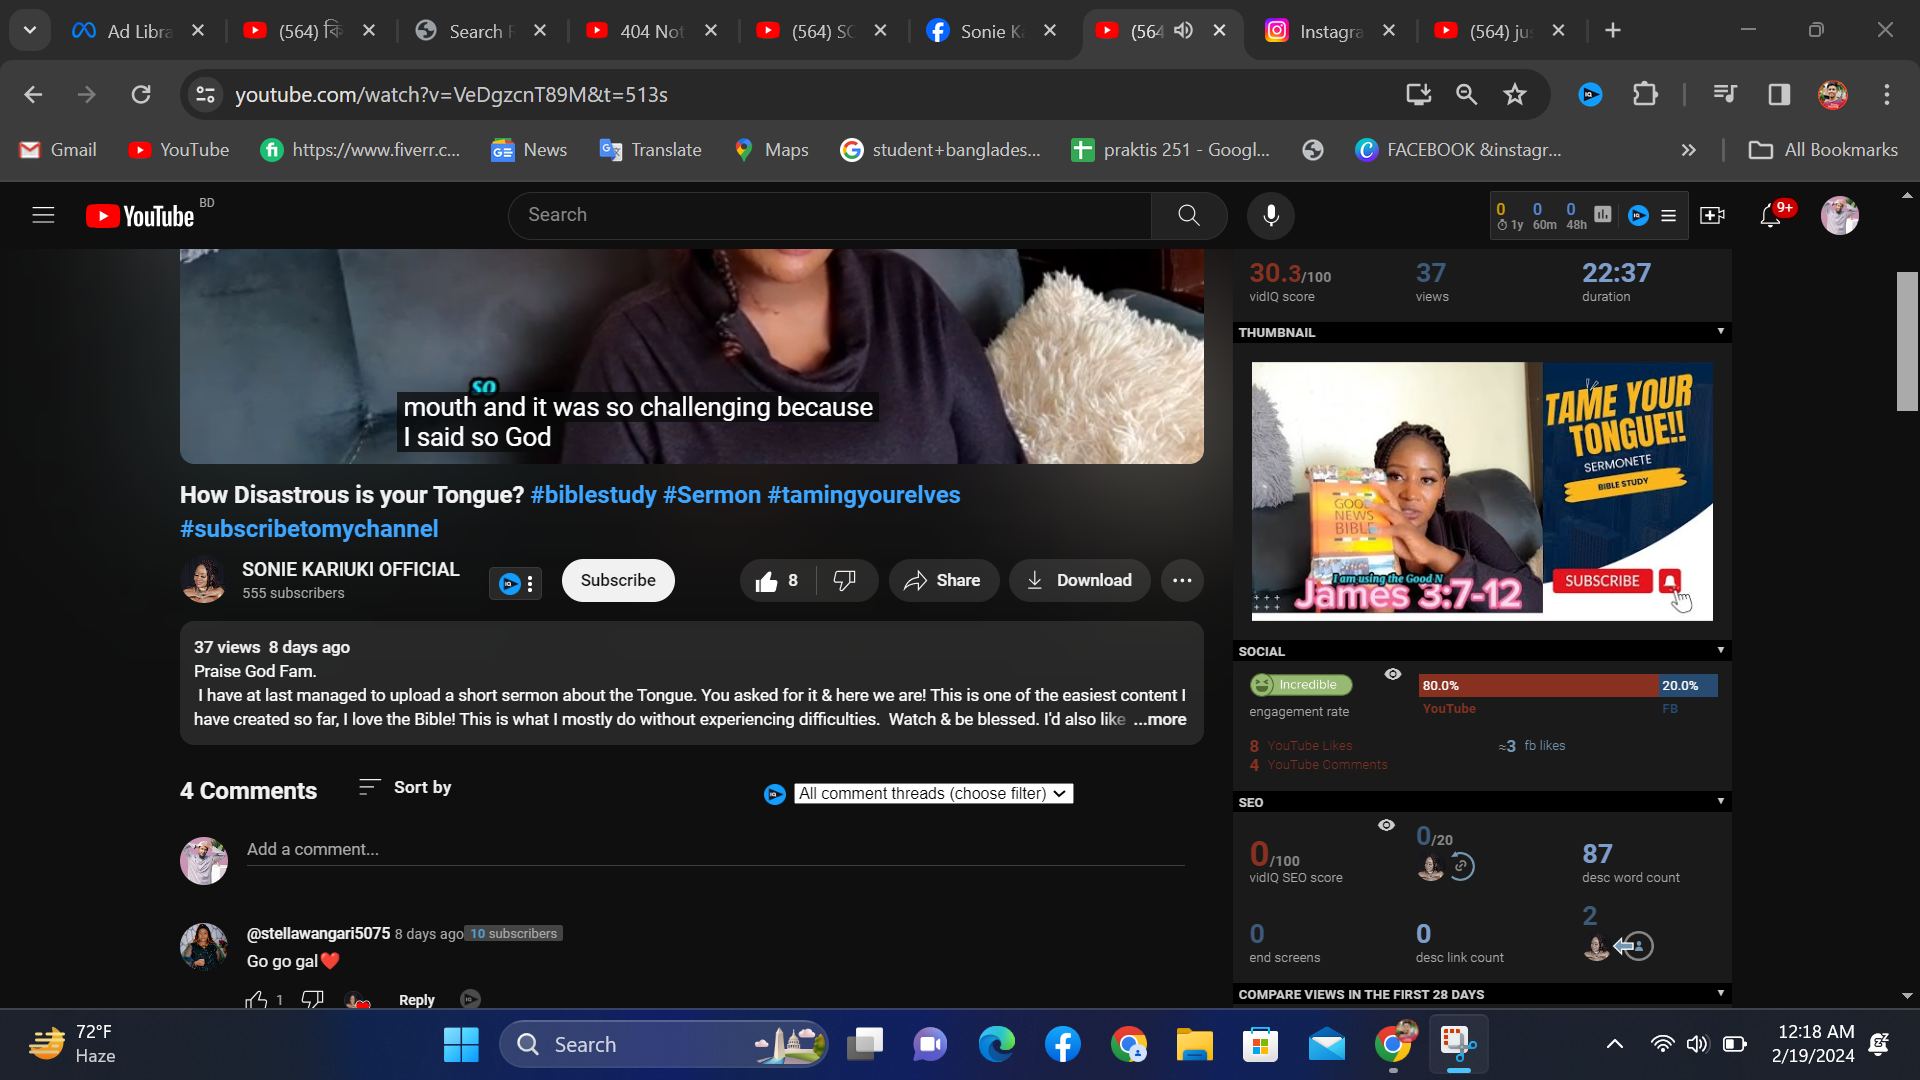 Ad Libra
(564) ি
Search R
404 Not
(564) SO
Sonie Ka
(564
Instagra
(564) jus
youtube.com/watch?v=VeDgzcnT89M&t=513s
Gmail
YouTube
https://www.fiverr.c...
News
Translate
Maps
student+banglades...
praktis 251 - Googl...
FACEBOOK &instagr...
All Bookmarks
YouTube BD
Search
0 0 0
1y 60m 48h
9+
so
mouth and it was so challenging because
I said so God
How Disastrous is your Tongue? #biblestudy #Sermon #tamingyourelves
#subscribetomychannel
SONIE KARIUKI OFFICIAL
555 subscribers
Subscribe
8
Share
Download
37 views 8 days ago
Praise God Fam.
I have at last managed to upload a short sermon about the Tongue. You asked for it & here we are! This is one of the easiest content I
have created so far, I love the Bible! This is what I mostly do without experiencing difficulties. Watch & be blessed. I'd also like ...more
4 Comments
Sort by
All comment threads (choose filter)
Add a comment...
@stellawangari5075 8 days ago 10 subscribers
Go go gal❤️
1
Reply
30.3/100 37 22:37
vidIQ score views duration
THUMBNAIL
TAME YOUR
TONGUE!!
SERMONETE
BIBLE STUDY
GOOD
NEWS
BIBLE
I am using the Good N
James 3:7-12
SUBSCRIBE
SOCIAL
Incredible
engagement rate
80.0% 20.0%
YouTube FB
8 YouTube Likes
≈3 fb likes
4 YouTube Comments
SEO
0/100
vidIQ SEO score
0/20
87
desc word count
0
end screens
0
desc link count
2
COMPARE VIEWS IN THE FIRST 28 DAYS
72°F
Haze
Search
12:18 AM
2/19/2024